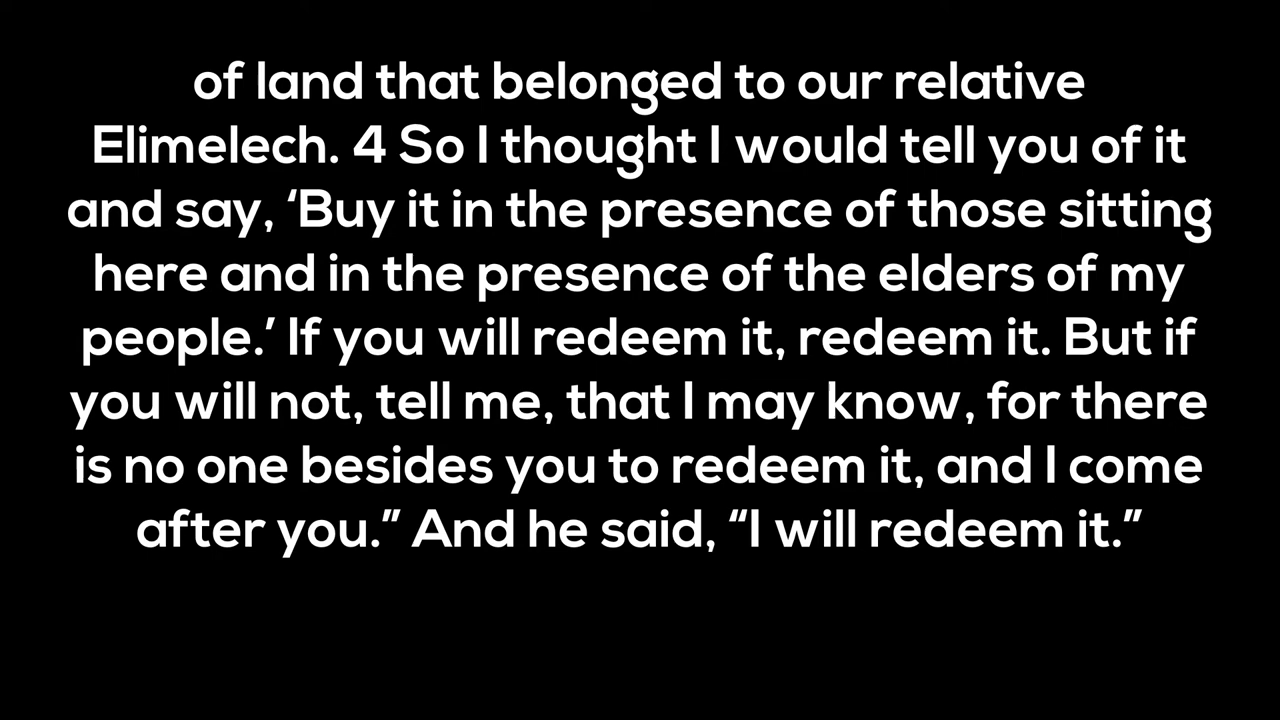 of land that belonged to our relative
Elimelech. 4 So I thought I would tell you of it
and say, ‘Buy it in the presence of those sitting
here and in the presence of the elders of my
people.’ If you will redeem it, redeem it. But if
you will not, tell me, that I may know, for there
is no one besides you to redeem it, and I come
after you.” And he said, “I will redeem it.”